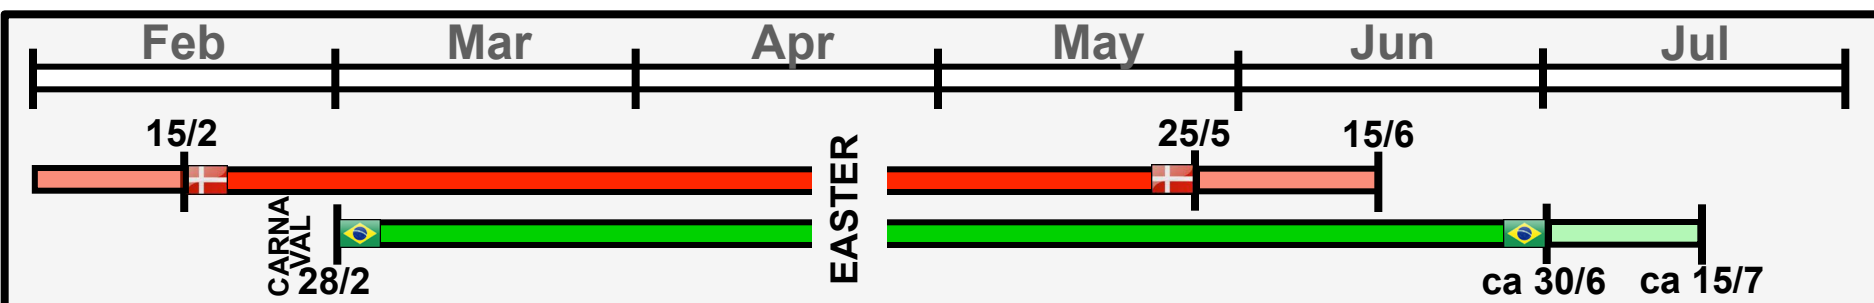 Feb Mar Apr May Jun Jul
15/2 25/5 15/6
EASTER
CARNA
VAL
28/2 ca 30/6 ca 15/7